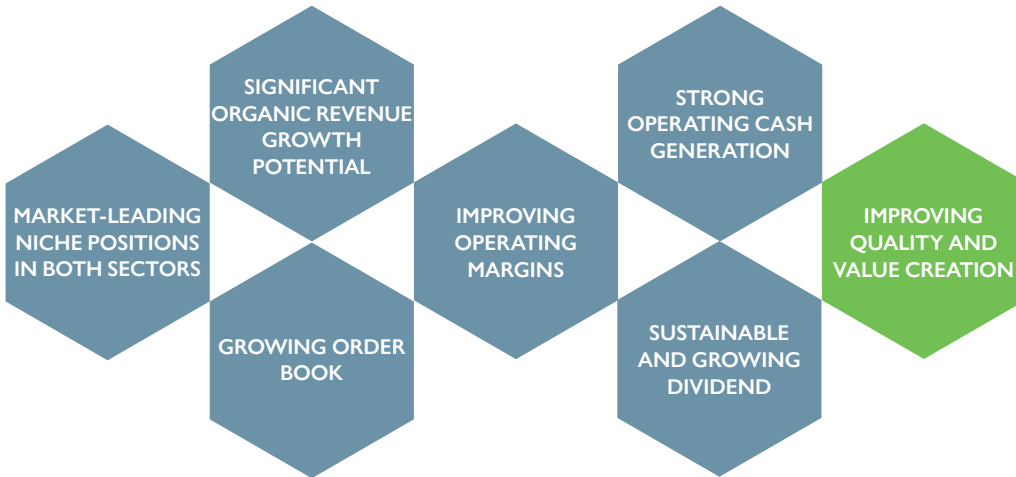 MARKET-LEADING
NICHE POSITIONS
IN BOTH SECTORS
SIGNIFICANT
ORGANIC REVENUE
GROWTH
POTENTIAL
GROWING ORDER
BOOK
IMPROVING
OPERATING
MARGINS
STRONG
OPERATING CASH
GENERATION
SUSTAINABLE
AND GROWING
DIVIDEND
IMPROVING
QUALITY AND
VALUE CREATION